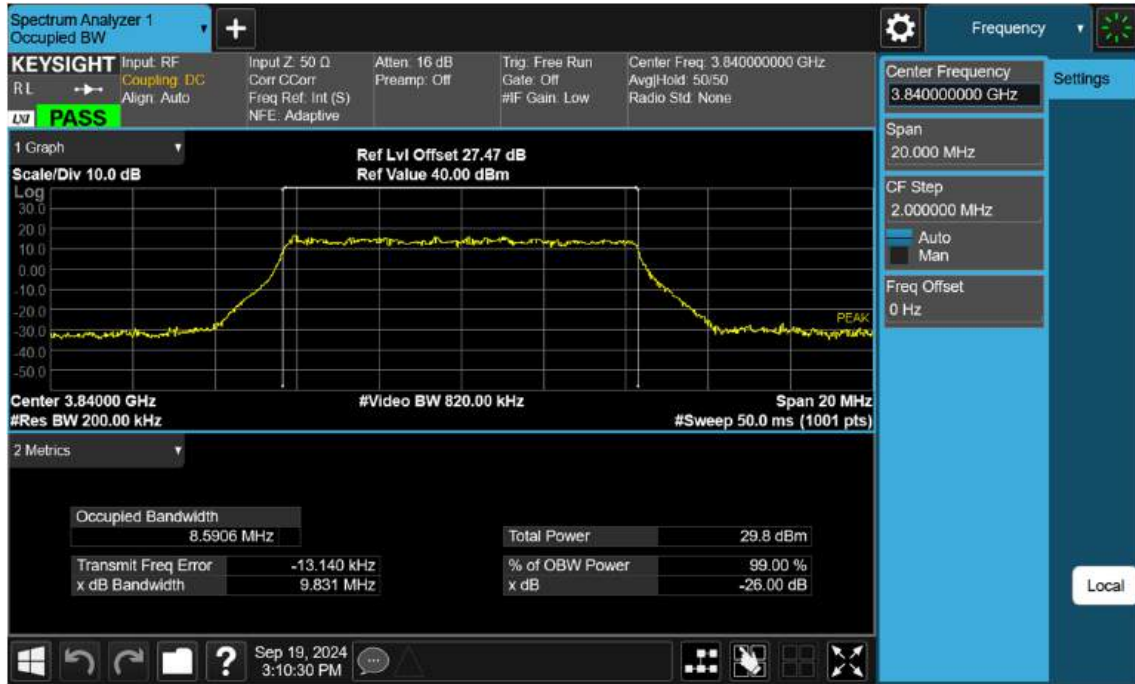 Spectrum Analyzer 1
Occupied BW
Frequency
KEYSIGHT
R L
LXI PASS
Input: RF
Coupling: DC
Align: Auto
Input Z: 50 Ω
Corr CCorr
Freq Ref: Int (S)
NFE: Adaptive
Atten: 16 dB
Preamp: Off
Trig: Free Run
Gate: Off
#IF Gain: Low
Center Freq: 3.840000000 GHz
Avg|Hold: 50/50
Radio Std: None
Center Frequency
3.840000000 GHz
Settings
Span
20.000 MHz
CF Step
2.000000 MHz
Auto
Man
Freq Offset
0 Hz
Local
1 Graph
Scale/Div 10.0 dB
Ref Lvl Offset 27.47 dB
Ref Value 40.00 dBm
Log
30.0
20.0
10.0
0.00
-10.0
-20.0
-30.0
-40.0
-50.0
PEAK
Center 3.84000 GHz
#Video BW 820.00 kHz
Span 20 MHz
#Res BW 200.00 kHz
#Sweep 50.0 ms (1001 pts)
2 Metrics
Occupied Bandwidth
8.5906 MHz
Total Power 29.8 dBm
Transmit Freq Error -13.140 kHz
% of OBW Power 99.00 %
x dB Bandwidth 9.831 MHz
x dB -26.00 dB
Sep 19, 2024
3:10:30 PM